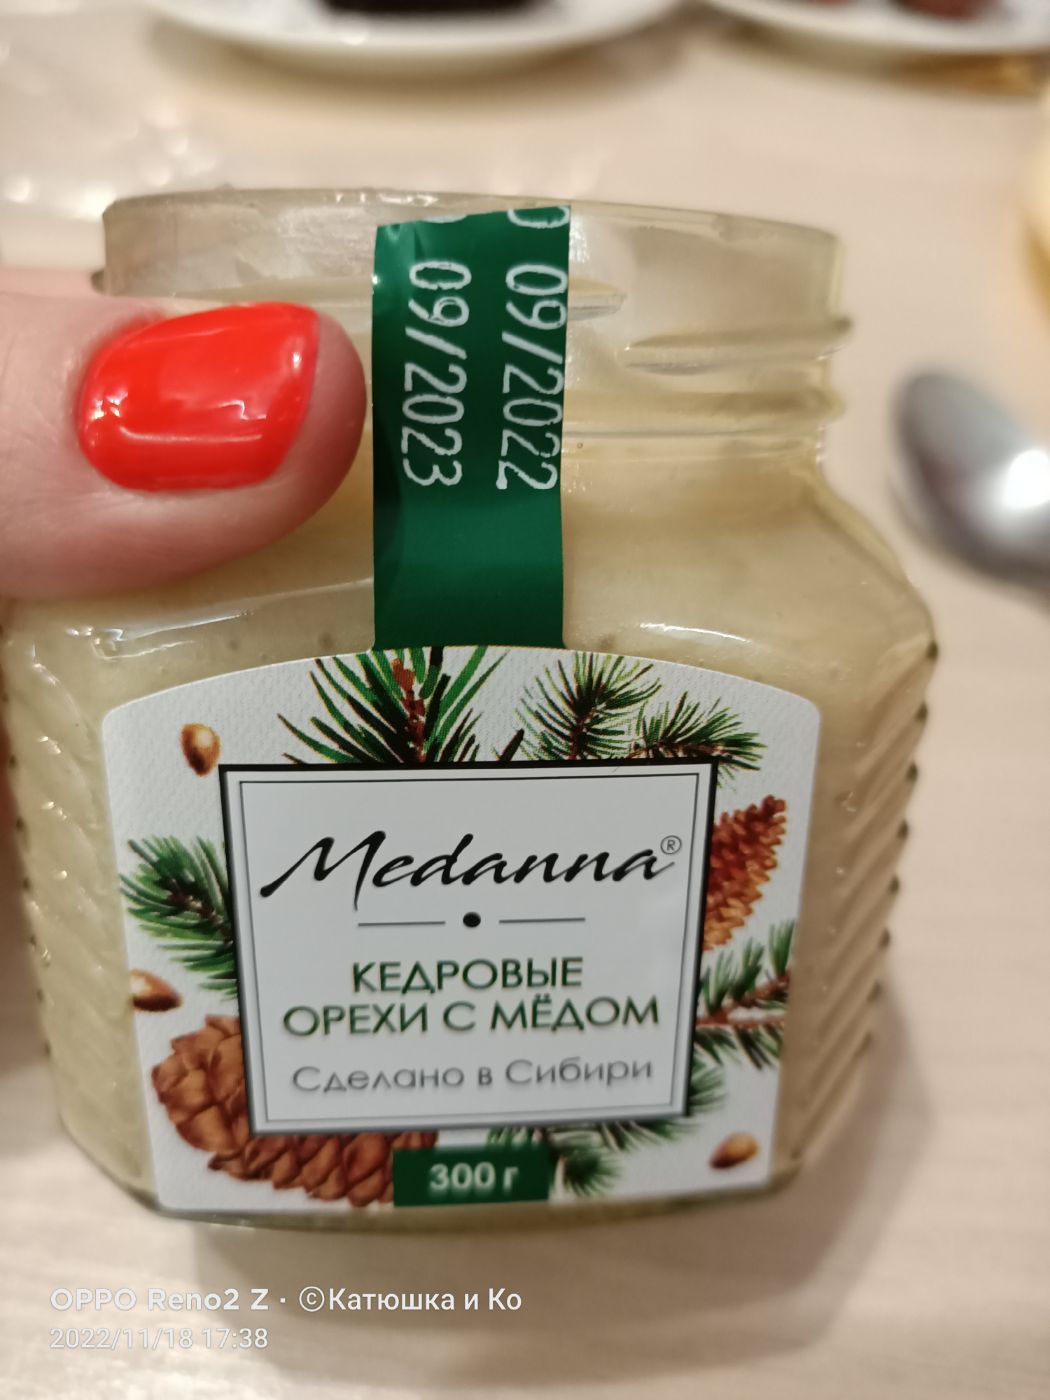 09/2022
09/2023
Medanna®
КЕДРОВЫЕ
ОРЕХИ С МЁДОМ
Сделано в Сибири
300 г
OPPO Reno2 Z · ©Катюшка и Ко
2022/11/18 17:38